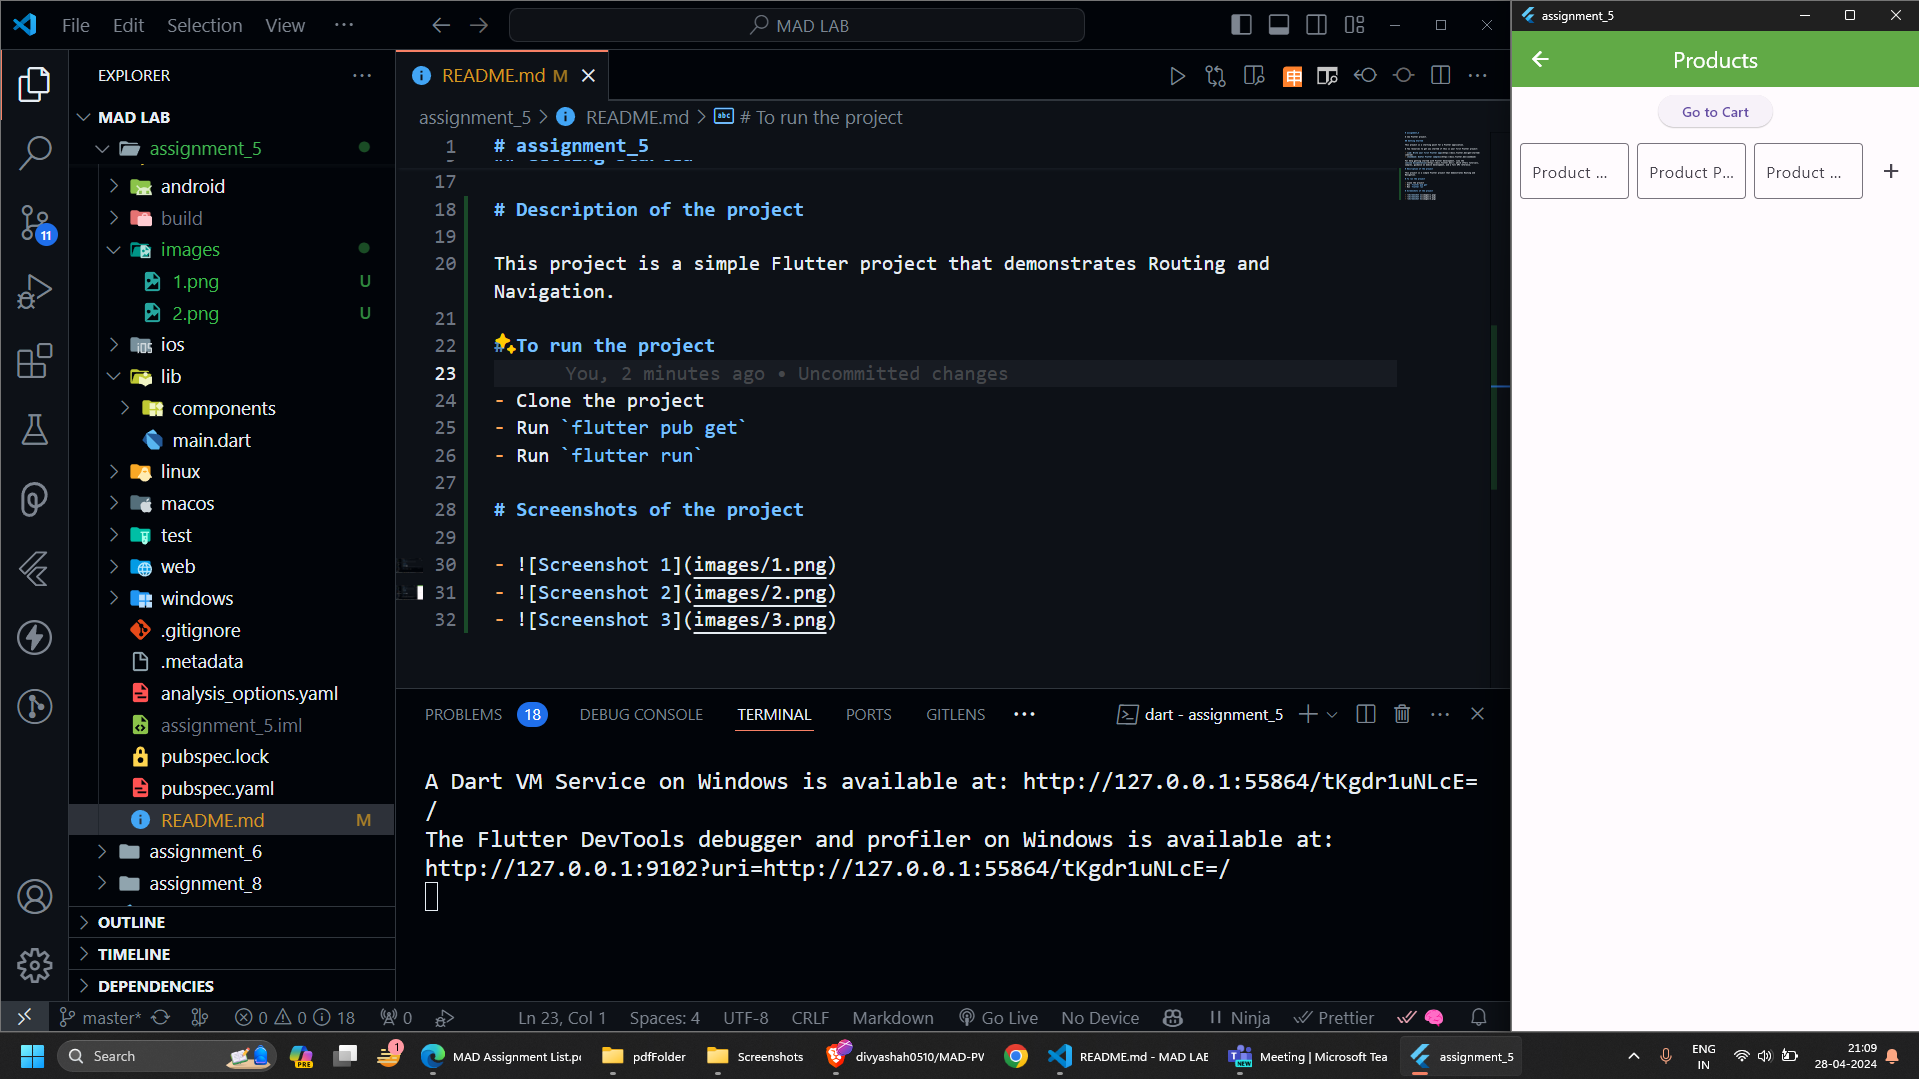 File Edit Selection View ··· MAD LAB
EXPLORER
MAD LAB
assignment_5
android
build
images
1.png U
2.png U
ios
lib
components
main.dart
linux
macos
test
web
windows
.gitignore
.metadata
analysis_options.yaml
assignment_5.iml
pubspec.lock
pubspec.yaml
README.md M
assignment_6
assignment_8
OUTLINE
TIMELINE
DEPENDENCIES
11
README.md M
assignment_5 > README.md > # To run the project
1 # assignment_5
17
18 # Description of the project
19
20 This project is a simple Flutter project that demonstrates Routing and
Navigation.
21
22 # To run the project
23 You, 2 minutes ago • Uncommitted changes
24 - Clone the project
25 - Run `flutter pub get`
26 - Run `flutter run`
27
28 # Screenshots of the project
29
30 - ![Screenshot 1](images/1.png)
31 - ![Screenshot 2](images/2.png)
32 - ![Screenshot 3](images/3.png)
PROBLEMS 18 DEBUG CONSOLE TERMINAL PORTS GITLENS ··· dart - assignment_5
A Dart VM Service on Windows is available at: http://127.0.0.1:55864/tKgdr1uNLcE=
/
The Flutter DevTools debugger and profiler on Windows is available at:
http://127.0.0.1:9102?uri=http://127.0.0.1:55864/tKgdr1uNLcE=/
master* 0 0 18 0 Ln 23, Col 1 Spaces: 4 UTF-8 CRLF Markdown Go Live No Device Ninja Prettier
assignment_5
Products
Go to Cart
Product ... Product P... Product ... +
Search PRE 1 MAD Assignment List.pc pdfFolder Screenshots divyashah0510/MAD-PV README.md - MAD LAB Meeting | Microsoft Tea assignment_5
ENG
IN
21:09
28-04-2024